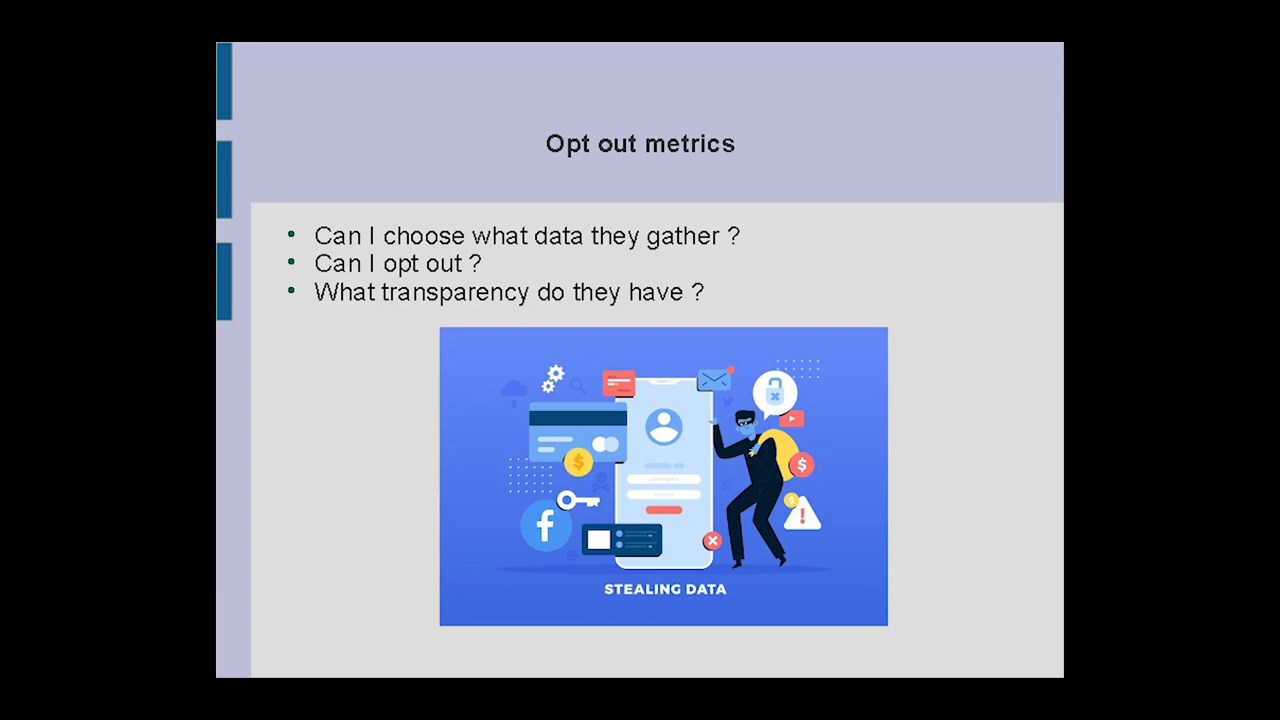 Opt out metrics
Can I choose what data they gather ?
Can I opt out ?
What transparency do they have ?
STEALING DATA